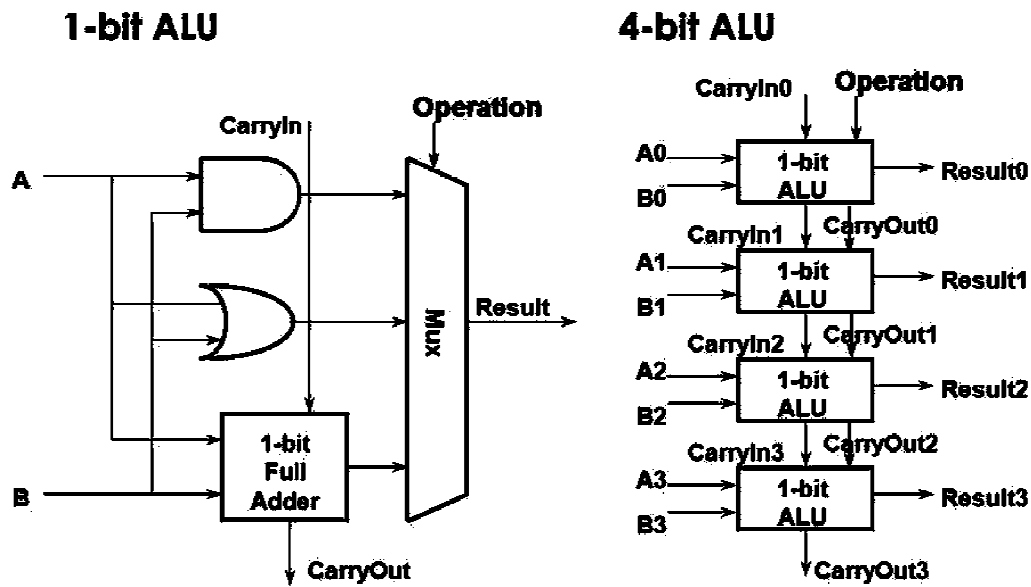 1-bit ALU
CarryIn
Operation
A
Mux
Result
1-bit
Full
Adder
B
CarryOut
4-bit ALU
CarryIn0
Operation
A0
B0
1-bit
ALU
Result0
CarryIn1
CarryOut0
A1
B1
1-bit
ALU
Result1
CarryIn2
CarryOut1
A2
B2
1-bit
ALU
Result2
CarryIn3
CarryOut2
A3
B3
1-bit
ALU
Result3
CarryOut3